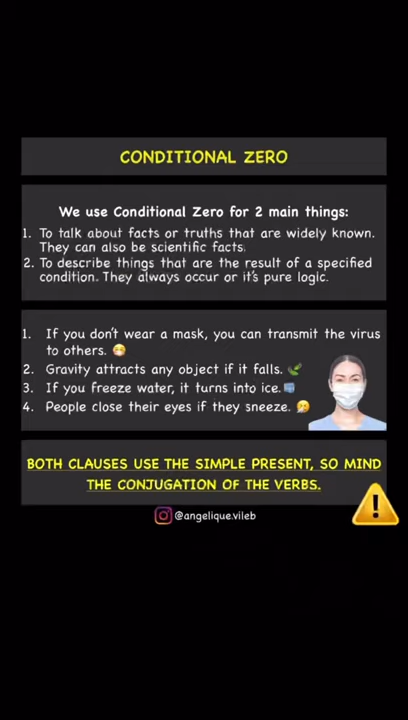 CONDITIONAL ZERO
We use Conditional Zero for 2 main things:
1. To talk about facts or truths that are widely known.
They can also be scientific facts.
2. To describe things that are the result of a specified
condition. They always occur or it's pure logic.
1. If you don't wear a mask, you can transmit the virus
to others.
2. Gravity attracts any object if it falls.
3. If you freeze water, it turns into ice.
4. People close their eyes if they sneeze.
BOTH CLAUSES USE THE SIMPLE PRESENT, SO MIND
THE CONJUGATION OF THE VERBS.
@angelique.vileb